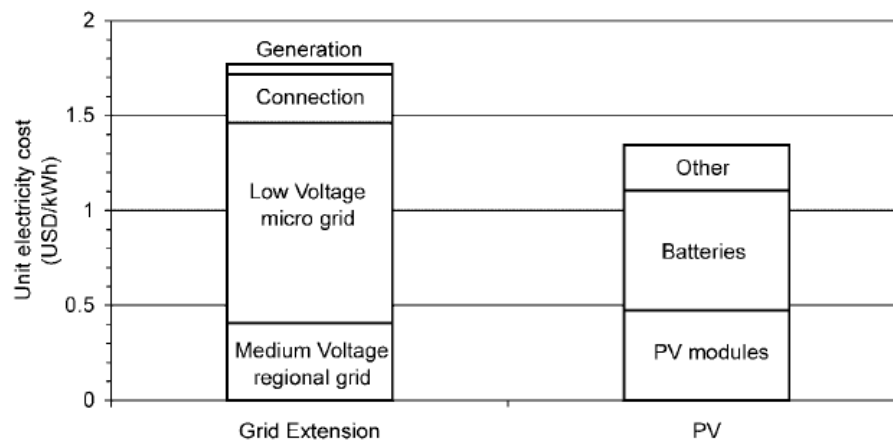 Unit electricity cost
(USD/kWh)
2
1.5
1
0.5
0
Generation
Connection
Low Voltage
micro grid
Medium Voltage
regional grid
Other
Batteries
PV modules
Grid Extension
PV